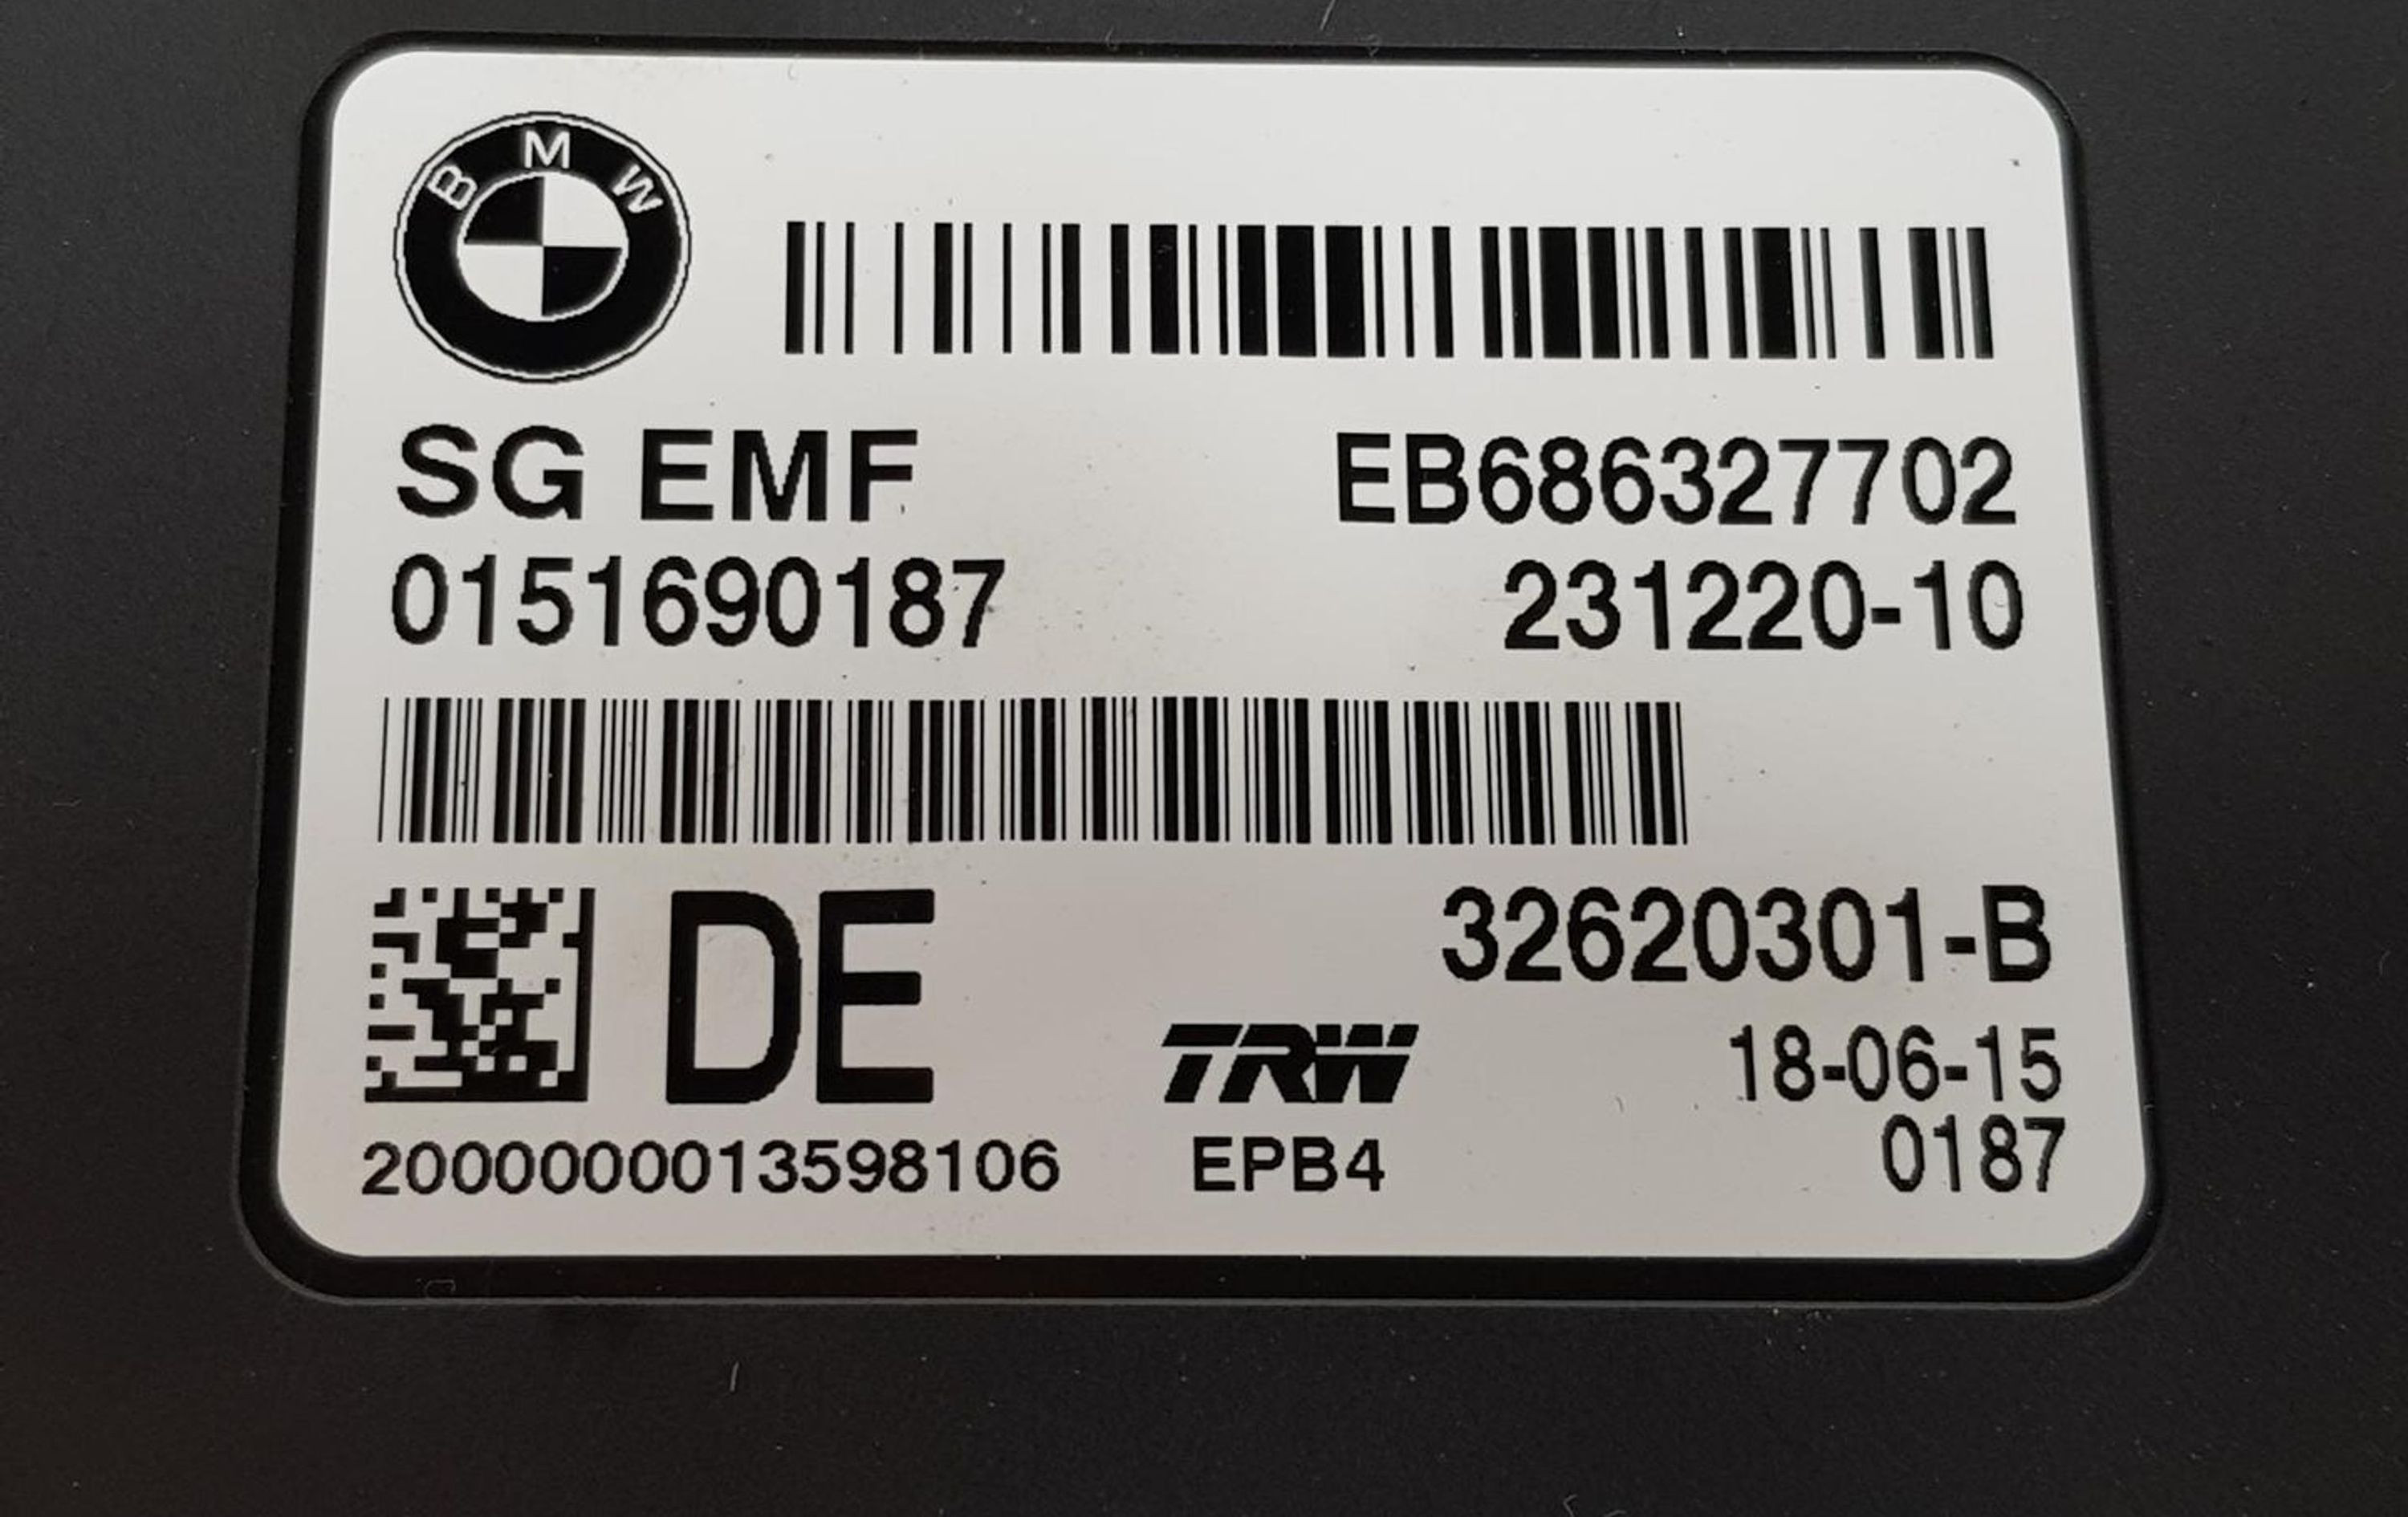 BMW
SG EMF EB686327702
0151690187 231220-10
DE 32620301-B
TRW 18-06-15
2000000013598106 EPB4 0187